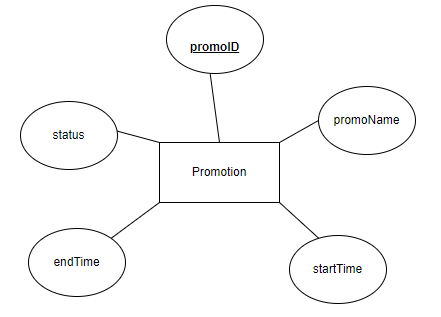 promoID
promoName
status
Promotion
endTime
startTime